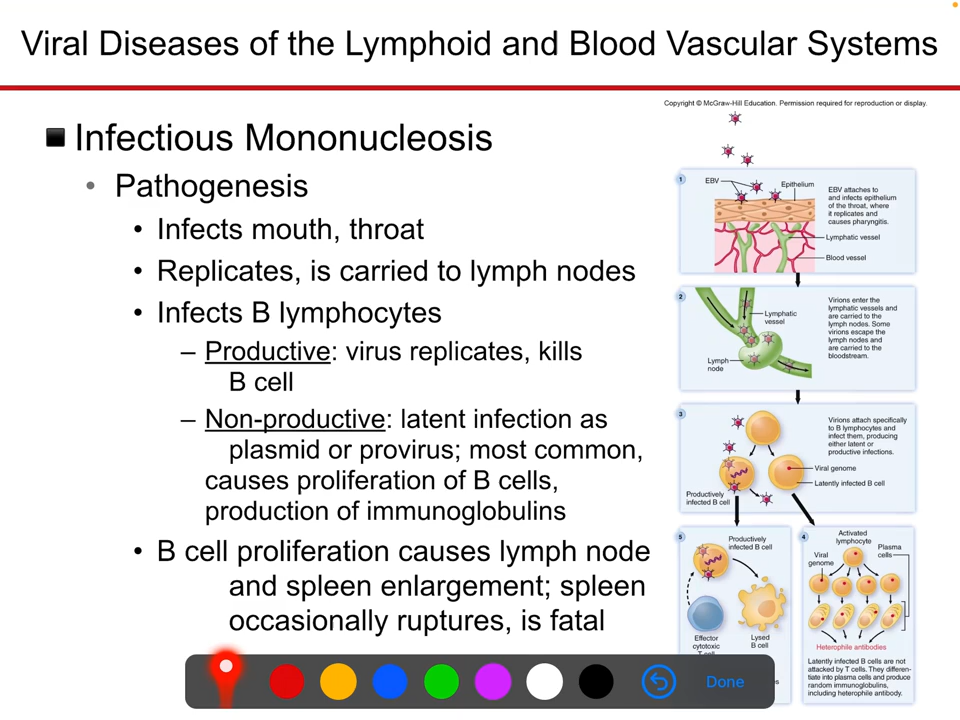 Viral Diseases of the Lymphoid and Blood Vascular Systems
Copyright © McGraw-Hill Education. Permission required for reproduction or display.
■ Infectious Mononucleosis
• Pathogenesis
• Infects mouth, throat
• Replicates, is carried to lymph nodes
• Infects B lymphocytes
– Productive: virus replicates, kills
B cell
– Non-productive: latent infection as
plasmid or provirus; most common,
causes proliferation of B cells,
production of immunoglobulins
• B cell proliferation causes lymph node
and spleen enlargement; spleen
occasionally ruptures, is fatal
1
EBV
Epithelium
EBV attaches to
and infects epithelium
of the throat, where
it replicates and
causes pharyngitis.
Lymphatic vessel
Blood vessel
2
Lymphatic
vessel
Lymph
node
Virions enter the
lymphatic vessels and
are carried to the
lymph nodes. Some
virions escape the
lymph nodes and
are carried to the
bloodstream.
3
Virions attach specifically
to B lymphocytes and
infect them, producing
either latent or
productive infections.
Viral genome
Latently infected B cell
Productively
infected B cell
5
Productively
infected B cell
Effector
cytotoxic
T cell
Lysed
B cell
4
Activated
lymphocyte
Viral
genome
Plasma
cells
Heterophile antibodies
Latently infected B cells are not
attacked by T cells. They differen-
tiate into plasma cells and produce
random immunoglobulins,
including heterophile antibody.
Done